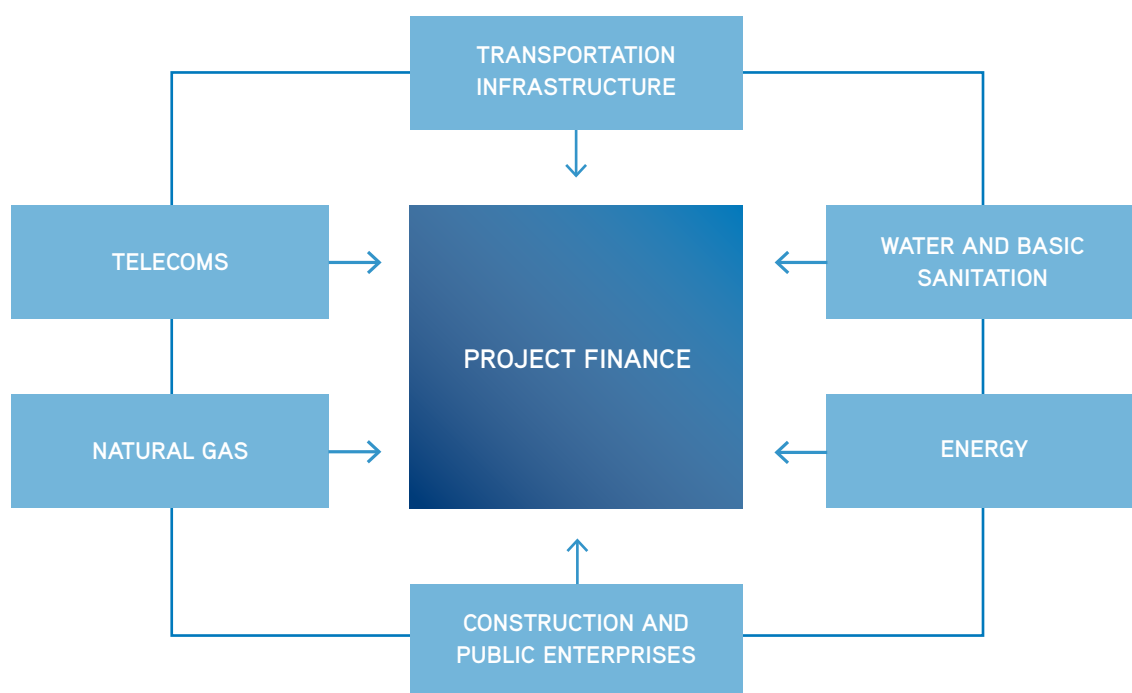 TRANSPORTATION
INFRASTRUCTURE
TELECOMS
WATER AND BASIC
SANITATION
PROJECT FINANCE
NATURAL GAS
ENERGY
CONSTRUCTION AND
PUBLIC ENTERPRISES